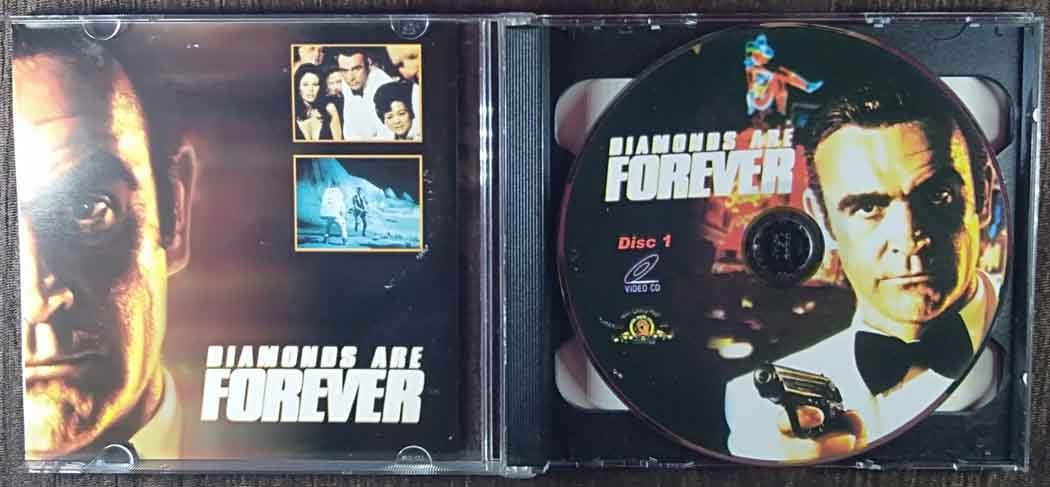 DIAMONDS ARE
FOREVER
DIAMONDS ARE
FOREVER
Disc 1
VIDEO CD